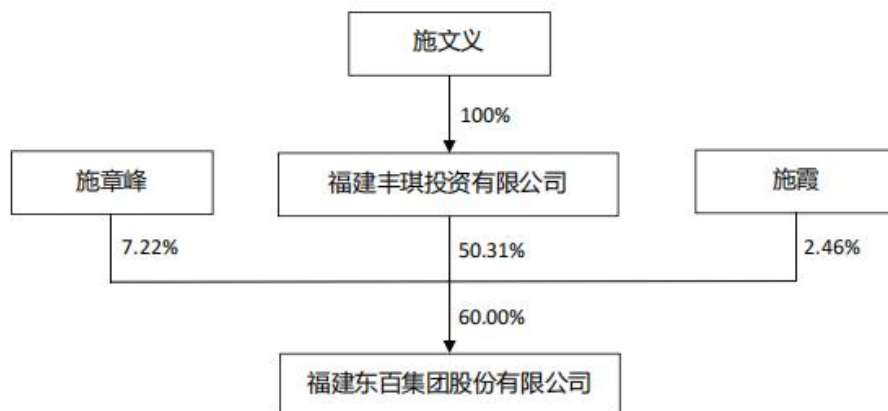 施文义
100%
施章峰
福建丰琪投资有限公司
施霞
7.22%
50.31%
2.46%
60.00%
福建东百集团股份有限公司